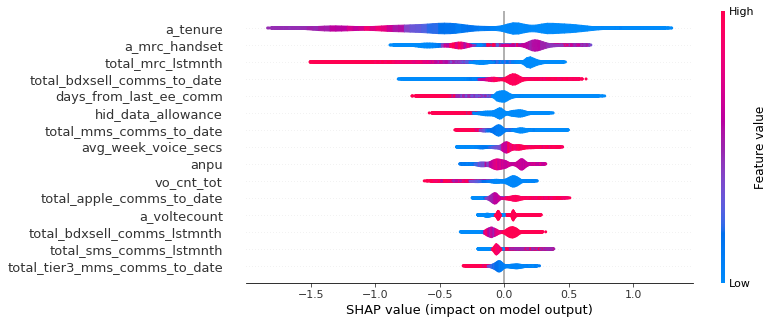 High
a_tenure
a_mrc_handset
total_mrc_lstmnth
total_bdxsell_comms_to_date
days_from_last_ee_comm
hid_data_allowance
total_mms_comms_to_date
avg_week_voice_secs
anpu
vo_cnt_tot
total_apple_comms_to_date
a_voltecount
total_bdxsell_comms_lstmnth
total_sms_comms_lstmnth
total_tier3_mms_comms_to_date
Feature value
Low
−1.5 −1.0 −0.5 0.0 0.5 1.0
SHAP value (impact on model output)